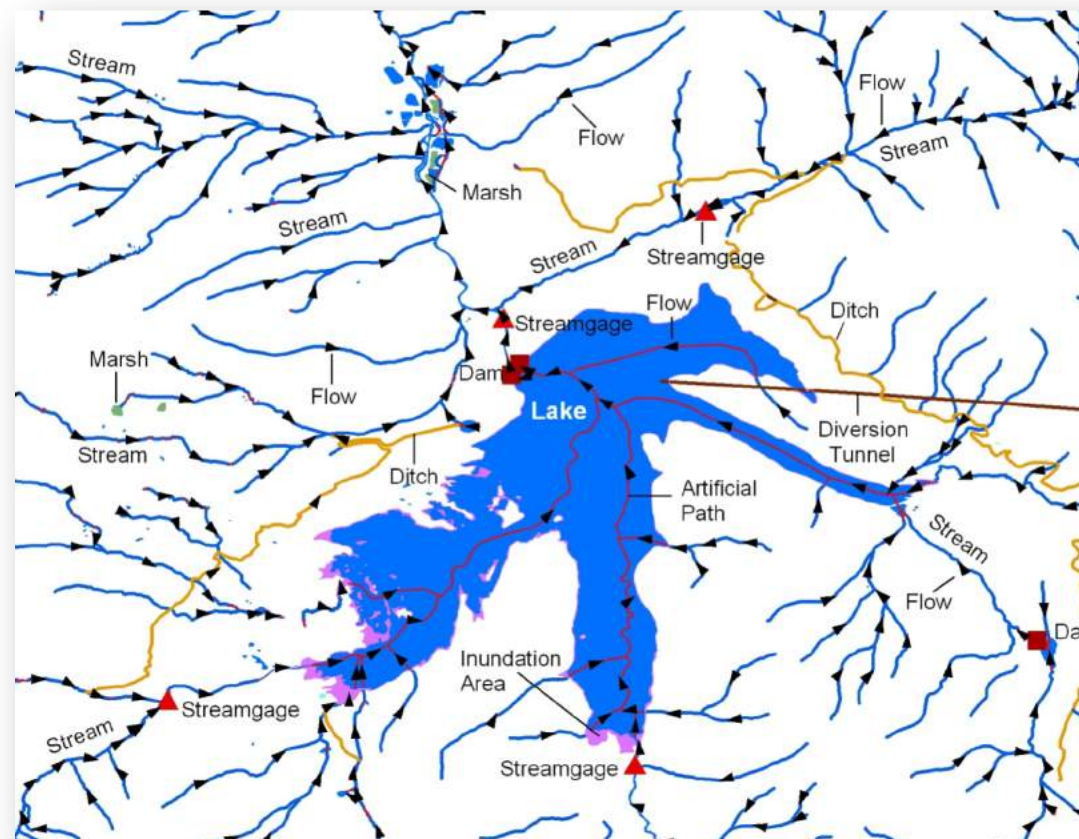 Stream
Flow
Flow
Stream
Marsh
Stream
Stream
Streamgage
Flow
Streamgage
Ditch
Marsh
Dam
Flow
Lake
Diversion
Tunnel
Stream
Ditch
Artificial
Path
Stream
Flow
Da
Inundation
Area
Streamgage
Stream
Streamgage